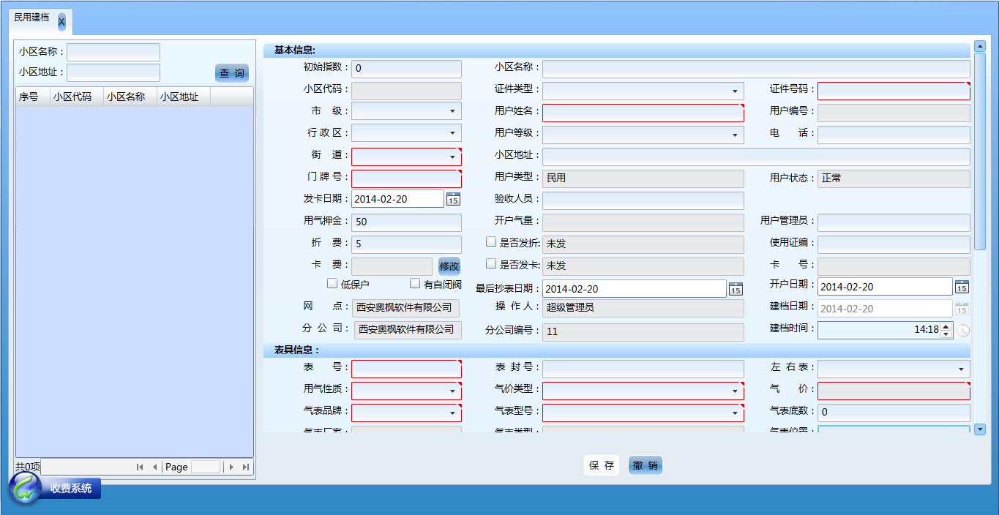 民用建档 X
小区名称：
小区地址：
查 询
序号 小区代码 小区名称 小区地址
共0项 Page
收费系统
基本信息:
初始指数： 0 小区名称：
小区代码： 证件类型： 证件号码：
市 级： 用户姓名： 用户编号：
行 政 区： 用户等级： 电 话：
街 道： 小区地址：
门 牌 号： 用户类型： 民用 用户状态： 正常
发卡日期： 2014-02-20 15 验收人员：
用气押金： 50 开户气量： 用户管理员：
折 费： 5 是否发折: 未发 使用证编：
卡 费： 修改 是否发卡: 未发 卡 号：
低保户 有自闭阀 最后抄表日期： 2014-02-20 15 开户日期： 2014-02-20 15
网 点： 西安奥枫软件有限公司 操 作 人： 超级管理员 建档日期： 2014-02-20 15
分 公 司： 西安奥枫软件有限公司 分公司编号： 11 建档时间： 14:18
表具信息：
表 号： 表 封 号： 左 右 表：
用气性质： 气价类型： 气 价：
气表品牌： 气表型号： 气表底数： 0
气表厂家： 气表类型： 气表位置：
保 存 撤 销